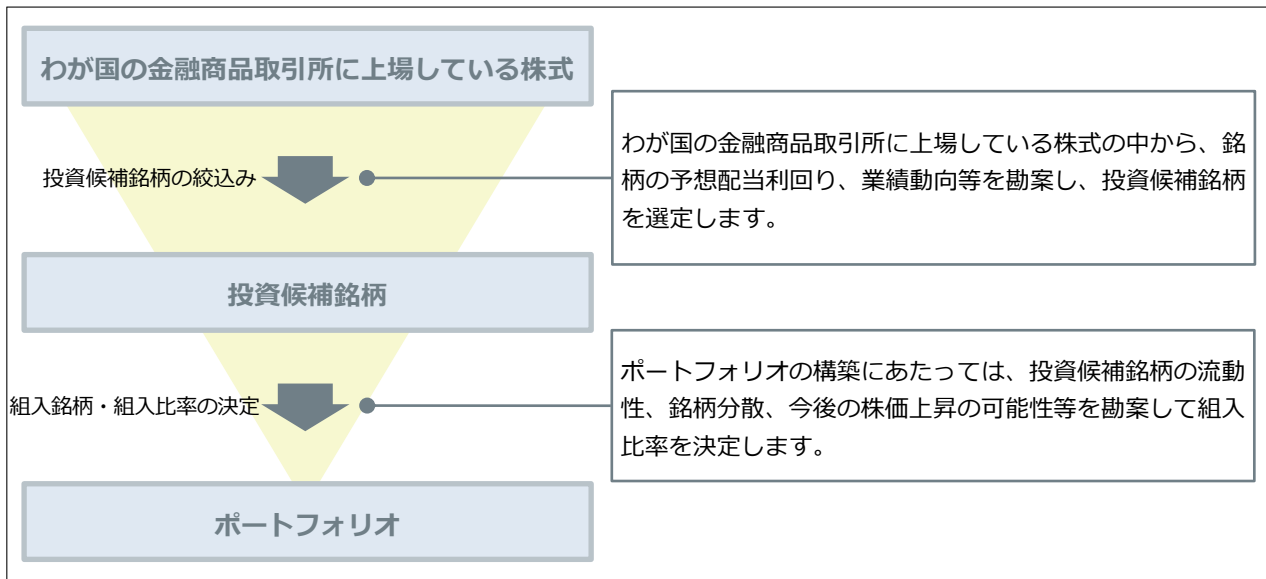 わが国の金融商品取引所に上場している株式
投資候補銘柄の絞込み
わが国の金融商品取引所に上場している株式の中から、銘
柄の予想配当利回り、業績動向等を勘案し、投資候補銘柄
を選定します。
投資候補銘柄
組入銘柄・組入比率の決定
ポートフォリオの構築にあたっては、投資候補銘柄の流動
性、銘柄分散、今後の株価上昇の可能性等を勘案して組入
比率を決定します。
ポートフォリオ